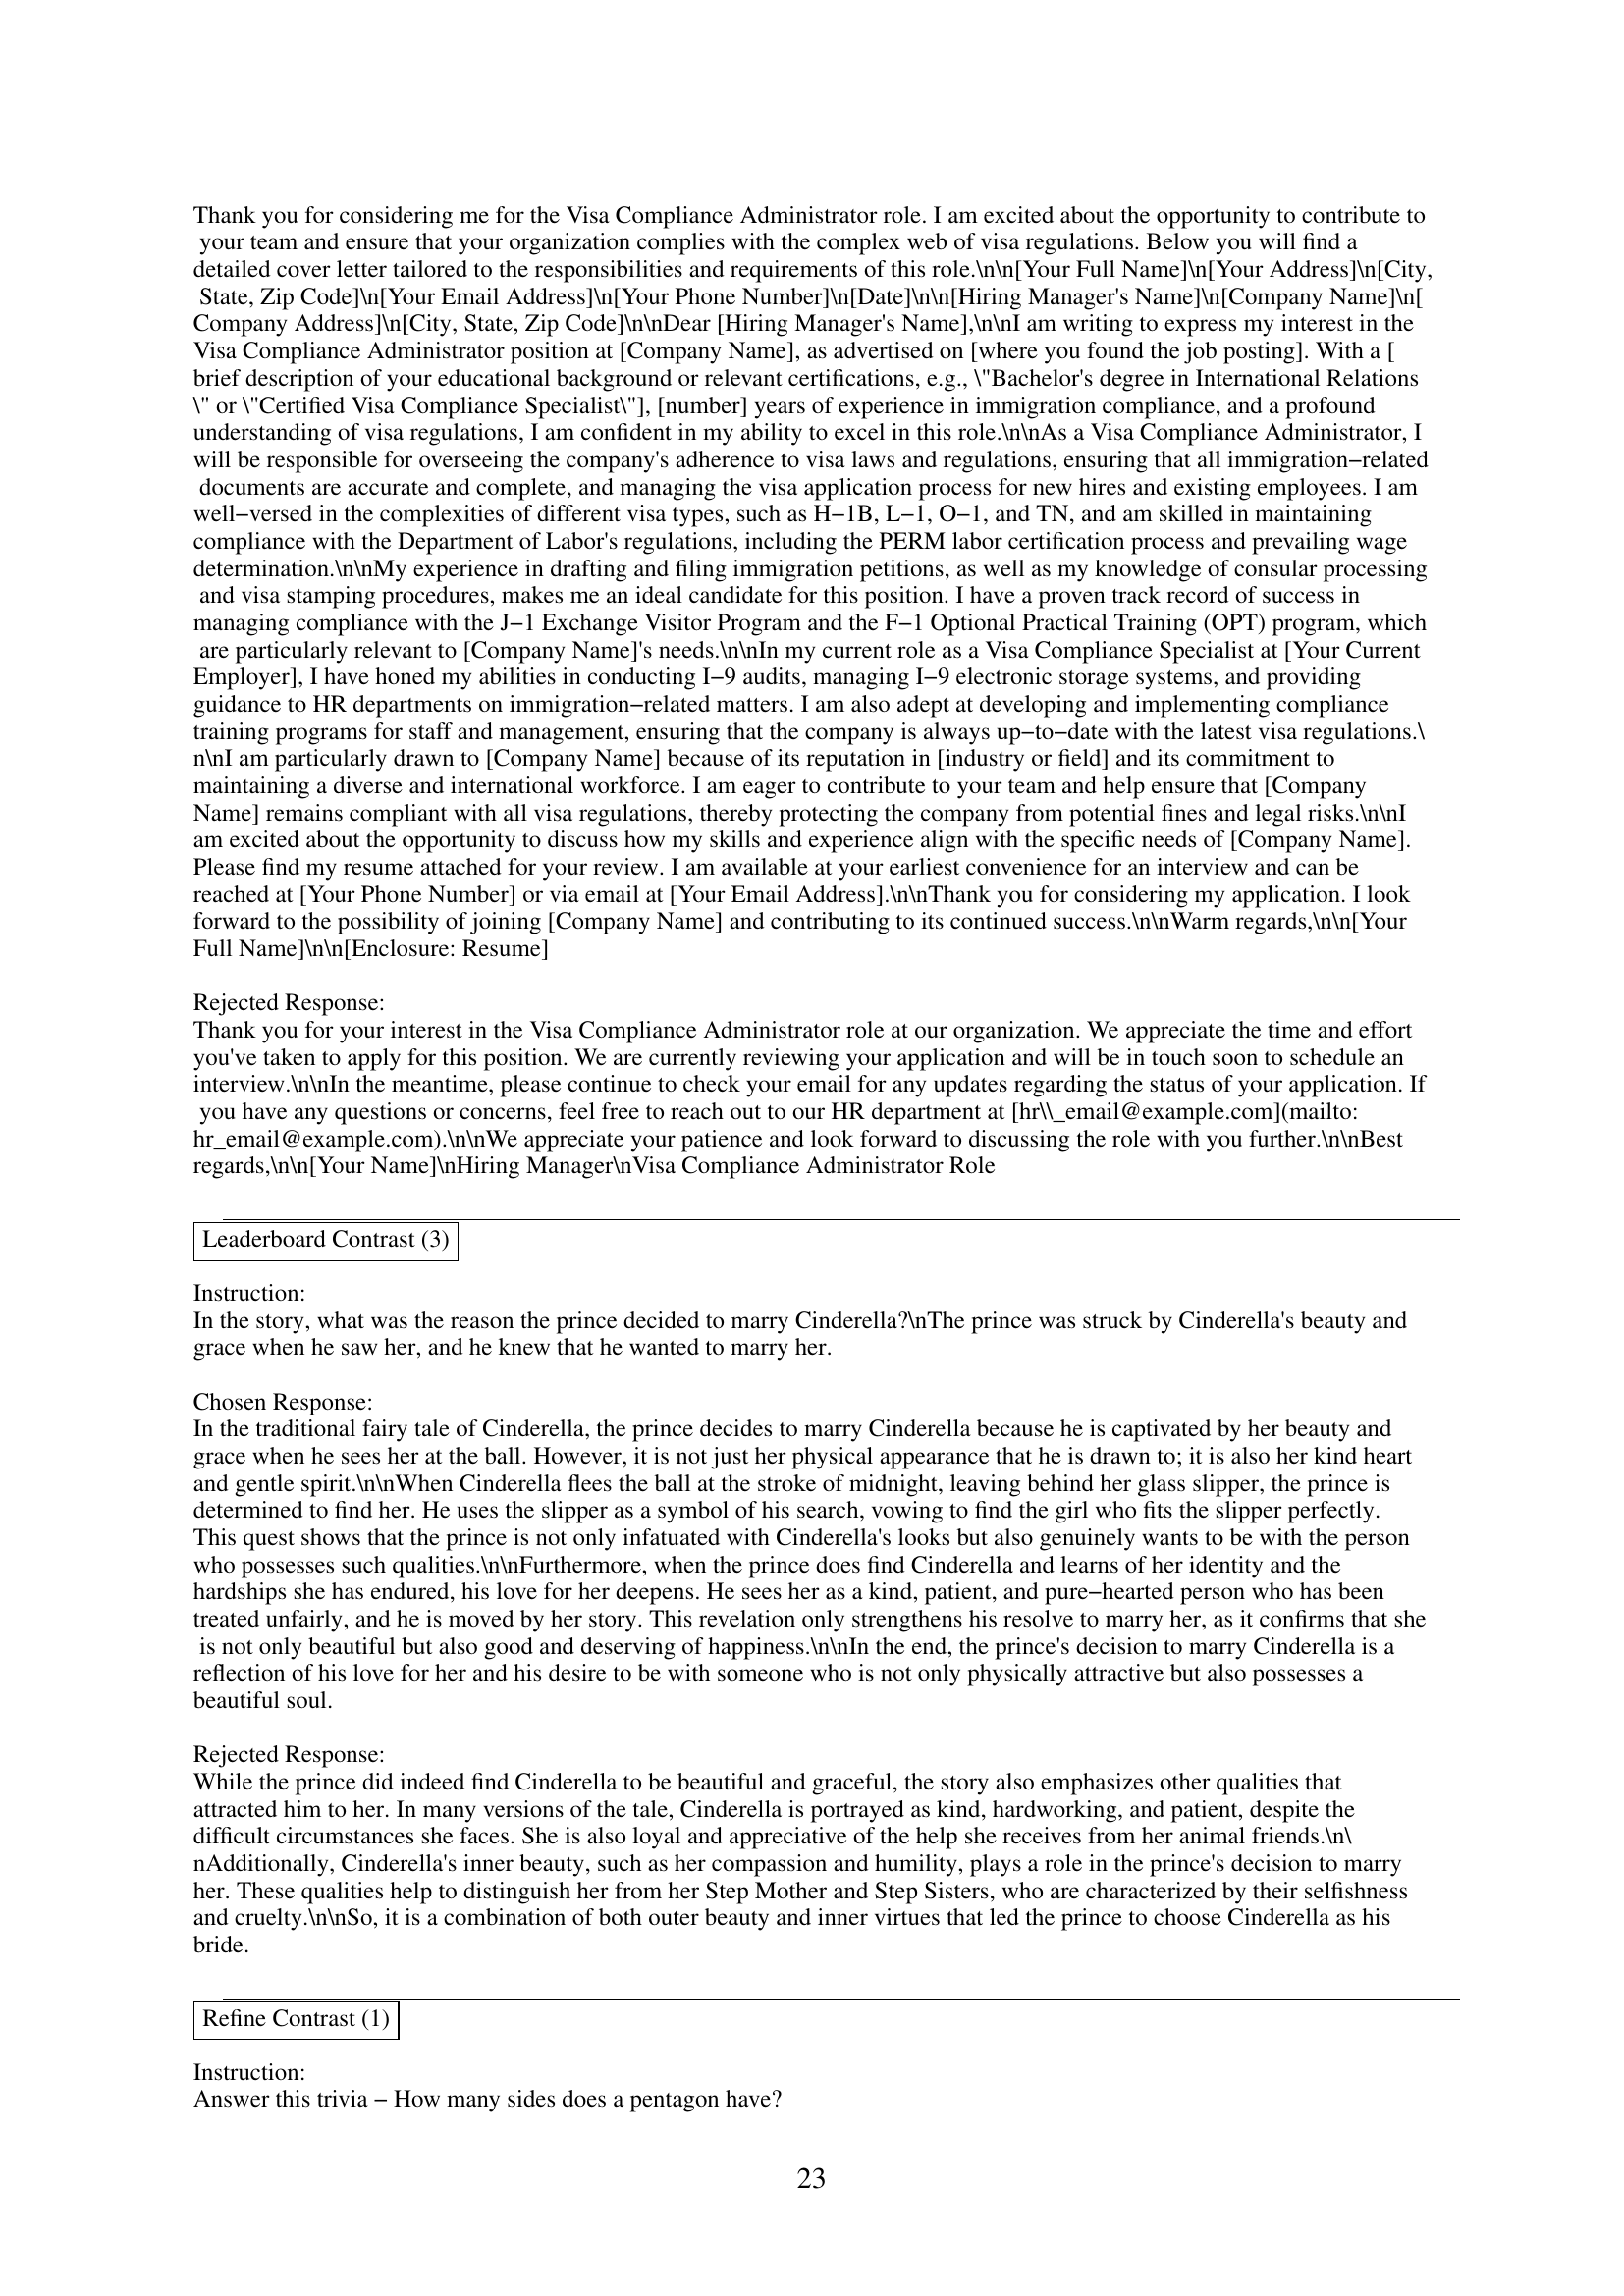 Thank you for considering me for the Visa Compliance Administrator role. I am excited about the opportunity to contribute to
your team and ensure that your organization complies with the complex web of visa regulations. Below you will find a
detailed cover letter tailored to the responsibilities and requirements of this role.\n\n[Your Full Name]\n[Your Address]\n[City,
State, Zip Code]\n[Your Email Address]\n[Your Phone Number]\n[Date]\n\n[Hiring Manager's Name]\n[Company Name]\n[
Company Address]\n[City, State, Zip Code]\n\nDear [Hiring Manager's Name],\n\nI am writing to express my interest in the
Visa Compliance Administrator position at [Company Name], as advertised on [where you found the job posting]. With a [
brief description of your educational background or relevant certifications, e.g., \"Bachelor's degree in International Relations
\" or \"Certified Visa Compliance Specialist\"], [number] years of experience in immigration compliance, and a profound
understanding of visa regulations, I am confident in my ability to excel in this role.\n\nAs a Visa Compliance Administrator, I
will be responsible for overseeing the company's adherence to visa laws and regulations, ensuring that all immigration−related
documents are accurate and complete, and managing the visa application process for new hires and existing employees. I am
well−versed in the complexities of different visa types, such as H−1B, L−1, O−1, and TN, and am skilled in maintaining
compliance with the Department of Labor's regulations, including the PERM labor certification process and prevailing wage
determination.\n\nMy experience in drafting and filing immigration petitions, as well as my knowledge of consular processing
and visa stamping procedures, makes me an ideal candidate for this position. I have a proven track record of success in
managing compliance with the J−1 Exchange Visitor Program and the F−1 Optional Practical Training (OPT) program, which
are particularly relevant to [Company Name]'s needs.\n\nIn my current role as a Visa Compliance Specialist at [Your Current
Employer], I have honed my abilities in conducting I−9 audits, managing I−9 electronic storage systems, and providing
guidance to HR departments on immigration−related matters. I am also adept at developing and implementing compliance
training programs for staff and management, ensuring that the company is always up−to−date with the latest visa regulations.\
n\nI am particularly drawn to [Company Name] because of its reputation in [industry or field] and its commitment to
maintaining a diverse and international workforce. I am eager to contribute to your team and help ensure that [Company
Name] remains compliant with all visa regulations, thereby protecting the company from potential fines and legal risks.\n\nI
am excited about the opportunity to discuss how my skills and experience align with the specific needs of [Company Name].
Please find my resume attached for your review. I am available at your earliest convenience for an interview and can be
reached at [Your Phone Number] or via email at [Your Email Address].\n\nThank you for considering my application. I look
forward to the possibility of joining [Company Name] and contributing to its continued success.\n\nWarm regards,\n\n[Your
Full Name]\n\n[Enclosure: Resume]
Rejected Response:
Thank you for your interest in the Visa Compliance Administrator role at our organization. We appreciate the time and effort
you've taken to apply for this position. We are currently reviewing your application and will be in touch soon to schedule an
interview.\n\nIn the meantime, please continue to check your email for any updates regarding the status of your application. If
you have any questions or concerns, feel free to reach out to our HR department at [hr\\_email@example.com](mailto:
hr_email@example.com).\n\nWe appreciate your patience and look forward to discussing the role with you further.\n\nBest
regards,\n\n[Your Name]\nHiring Manager\nVisa Compliance Administrator Role
Leaderboard Contrast (3)
Instruction:
In the story, what was the reason the prince decided to marry Cinderella?\nThe prince was struck by Cinderella's beauty and
grace when he saw her, and he knew that he wanted to marry her.
Chosen Response:
In the traditional fairy tale of Cinderella, the prince decides to marry Cinderella because he is captivated by her beauty and
grace when he sees her at the ball. However, it is not just her physical appearance that he is drawn to; it is also her kind heart
and gentle spirit.\n\nWhen Cinderella flees the ball at the stroke of midnight, leaving behind her glass slipper, the prince is
determined to find her. He uses the slipper as a symbol of his search, vowing to find the girl who fits the slipper perfectly.
This quest shows that the prince is not only infatuated with Cinderella's looks but also genuinely wants to be with the person
who possesses such qualities.\n\nFurthermore, when the prince does find Cinderella and learns of her identity and the
hardships she has endured, his love for her deepens. He sees her as a kind, patient, and pure−hearted person who has been
treated unfairly, and he is moved by her story. This revelation only strengthens his resolve to marry her, as it confirms that she
is not only beautiful but also good and deserving of happiness.\n\nIn the end, the prince's decision to marry Cinderella is a
reflection of his love for her and his desire to be with someone who is not only physically attractive but also possesses a
beautiful soul.
Rejected Response:
While the prince did indeed find Cinderella to be beautiful and graceful, the story also emphasizes other qualities that
attracted him to her. In many versions of the tale, Cinderella is portrayed as kind, hardworking, and patient, despite the
difficult circumstances she faces. She is also loyal and appreciative of the help she receives from her animal friends.\n\
nAdditionally, Cinderella's inner beauty, such as her compassion and humility, plays a role in the prince's decision to marry
her. These qualities help to distinguish her from her Step Mother and Step Sisters, who are characterized by their selfishness
and cruelty.\n\nSo, it is a combination of both outer beauty and inner virtues that led the prince to choose Cinderella as his
bride.
Refine Contrast (1)
Instruction:
Answer this trivia − How many sides does a pentagon have?
23